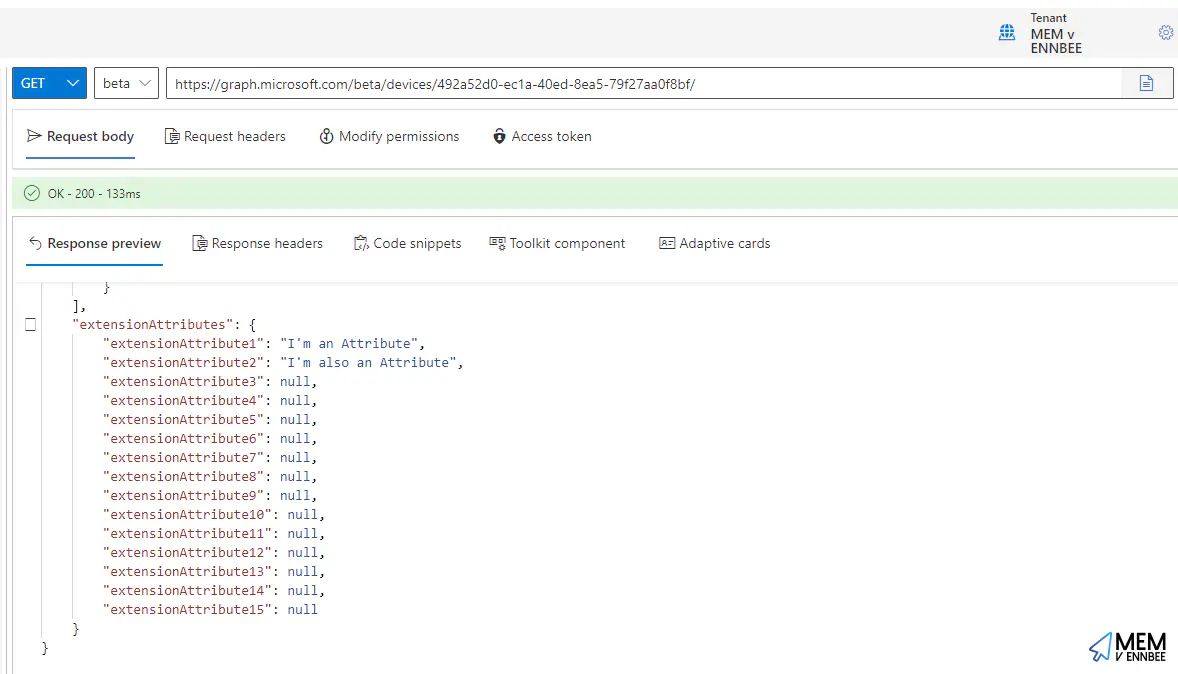 Tenant
MEM v
ENNBEE
GET beta https://graph.microsoft.com/beta/devices/492a52d0-ec1a-40ed-8ea5-79f27aa0f8bf/
Request body Request headers Modify permissions Access token
OK - 200 - 133ms
Response preview Response headers Code snippets Toolkit component Adaptive cards
}
],
"extensionAttributes": {
"extensionAttribute1": "I'm an Attribute",
"extensionAttribute2": "I'm also an Attribute",
"extensionAttribute3": null,
"extensionAttribute4": null,
"extensionAttribute5": null,
"extensionAttribute6": null,
"extensionAttribute7": null,
"extensionAttribute8": null,
"extensionAttribute9": null,
"extensionAttribute10": null,
"extensionAttribute11": null,
"extensionAttribute12": null,
"extensionAttribute13": null,
"extensionAttribute14": null,
"extensionAttribute15": null
}
}
MEM
V ENNBEE